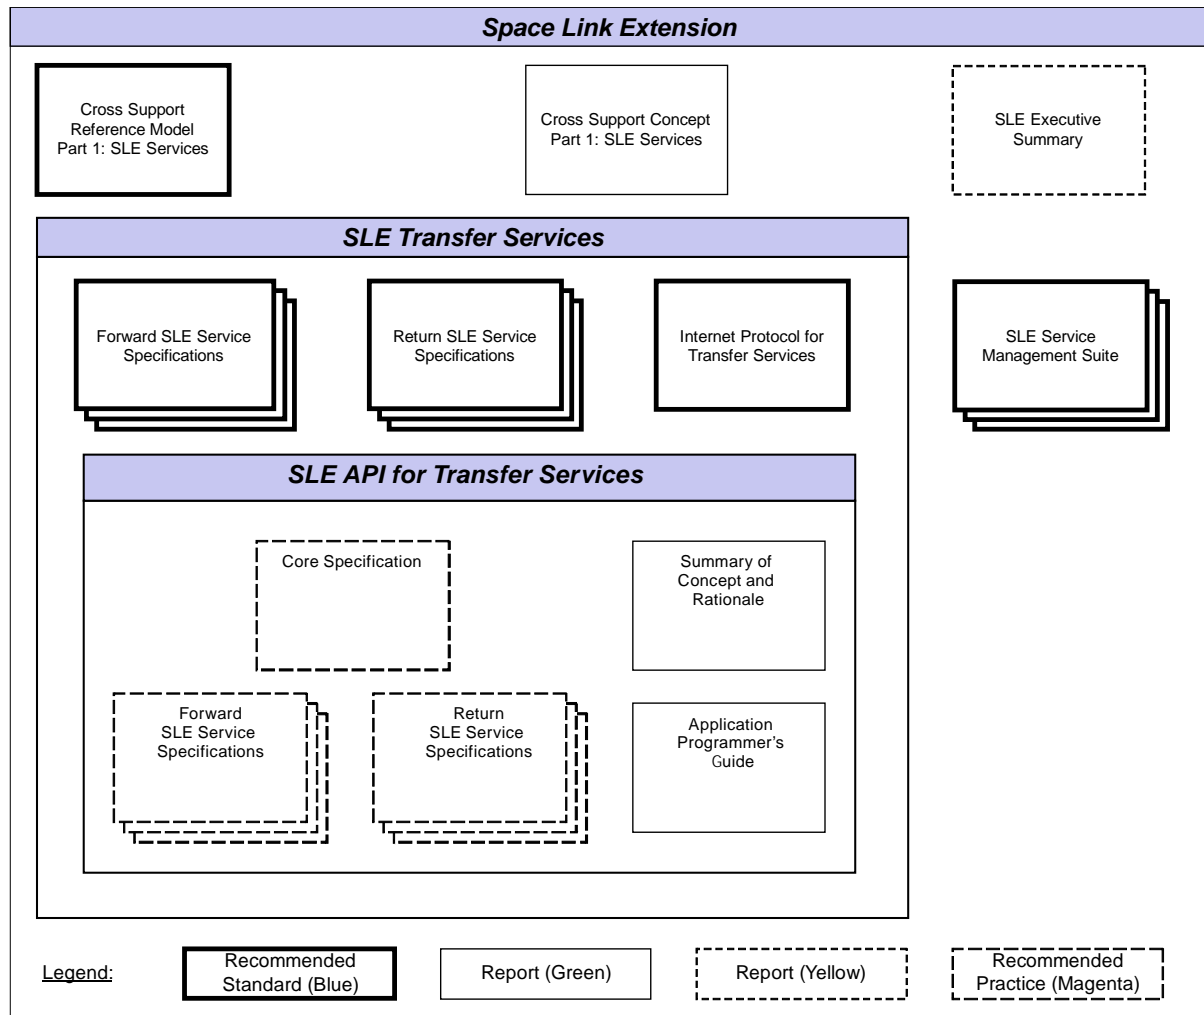 Space Link Extension
Cross Support
Reference Model
Part 1: SLE Services
Cross Support Concept
Part 1: SLE Services
SLE Executive
Summary
SLE Transfer Services
Forward SLE Service
Specifications
Return SLE Service
Specifications
Internet Protocol for
Transfer Services
SLE Service
Management Suite
SLE API for Transfer Services
Core Specification
Summary of
Concept and
Rationale
Forward
SLE Service
Specifications
Return
SLE Service
Specifications
Application
Programmer's
Guide
Legend:
Recommended
Standard (Blue)
Report (Green)
Report (Yellow)
Recommended
Practice (Magenta)